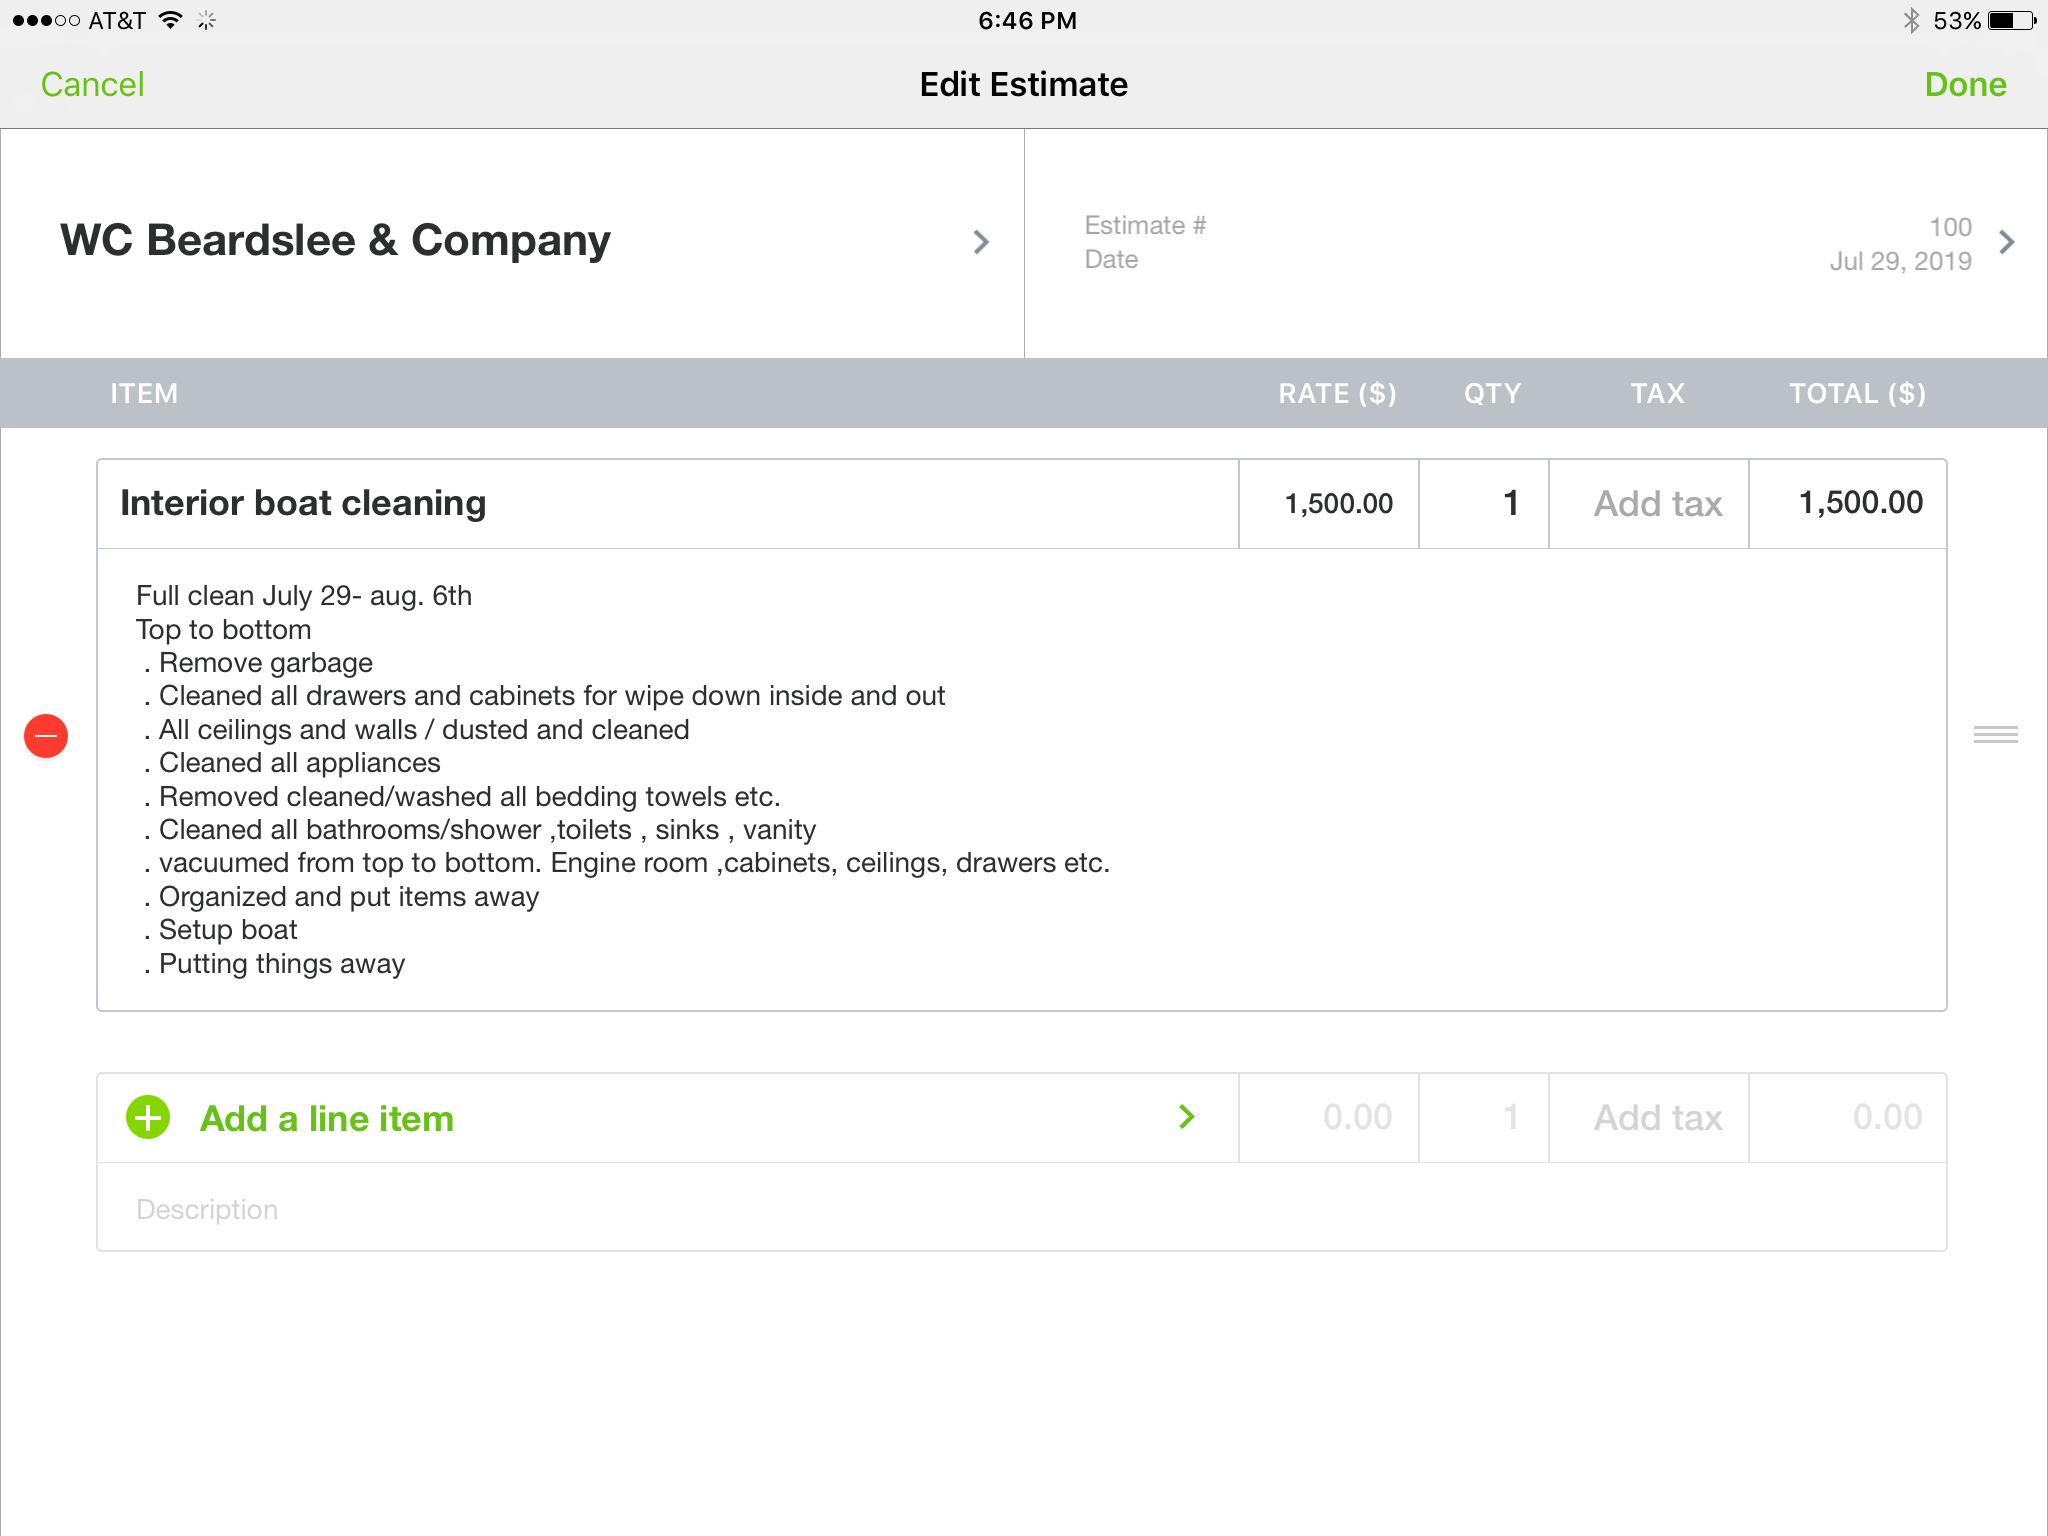 AT&T 6:46 PM 53%
Cancel Edit Estimate Done
WC Beardslee & Company
Estimate # 100
Date Jul 29, 2019
ITEM RATE ($) QTY TAX TOTAL ($)
Interior boat cleaning 1,500.00 1 Add tax 1,500.00
Full clean July 29- aug. 6th
Top to bottom
. Remove garbage
. Cleaned all drawers and cabinets for wipe down inside and out
. All ceilings and walls / dusted and cleaned
. Cleaned all appliances
. Removed cleaned/washed all bedding towels etc.
. Cleaned all bathrooms/shower ,toilets , sinks , vanity
. vacuumed from top to bottom. Engine room ,cabinets, ceilings, drawers etc.
. Organized and put items away
. Setup boat
. Putting things away
Add a line item 0.00 1 Add tax 0.00
Description